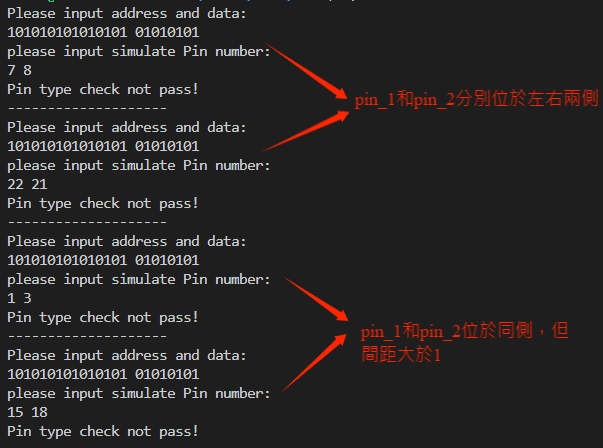 Please input address and data:
101010101010101 01010101
please input simulate Pin number:
7 8
Pin type check not pass!
--------------------
Please input address and data:
101010101010101 01010101
please input simulate Pin number:
22 21
Pin type check not pass!
--------------------
Please input address and data:
101010101010101 01010101
please input simulate Pin number:
1 3
Pin type check not pass!
--------------------
Please input address and data:
101010101010101 01010101
please input simulate Pin number:
15 18
Pin type check not pass!
pin_1和pin_2分別位於左右兩側
pin_1和pin_2位於同側，但
間距大於1